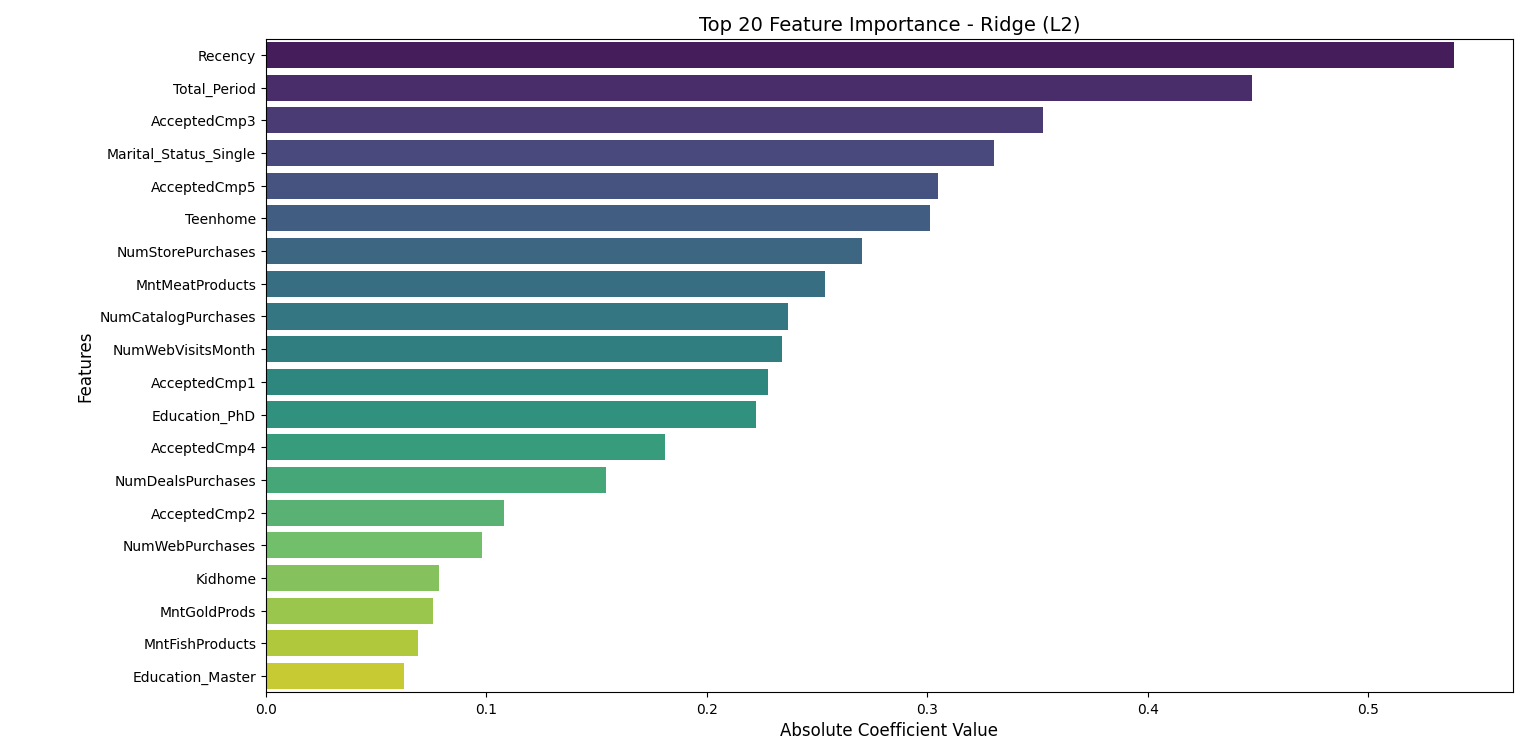 Top 20 Feature Importance - Ridge (L2)
Features
Recency
Total_Period
AcceptedCmp3
Marital_Status_Single
AcceptedCmp5
Teenhome
NumStorePurchases
MntMeatProducts
NumCatalogPurchases
NumWebVisitsMonth
AcceptedCmp1
Education_PhD
AcceptedCmp4
NumDealsPurchases
AcceptedCmp2
NumWebPurchases
Kidhome
MntGoldProds
MntFishProducts
Education_Master
0.0 0.1 0.2 0.3 0.4 0.5
Absolute Coefficient Value